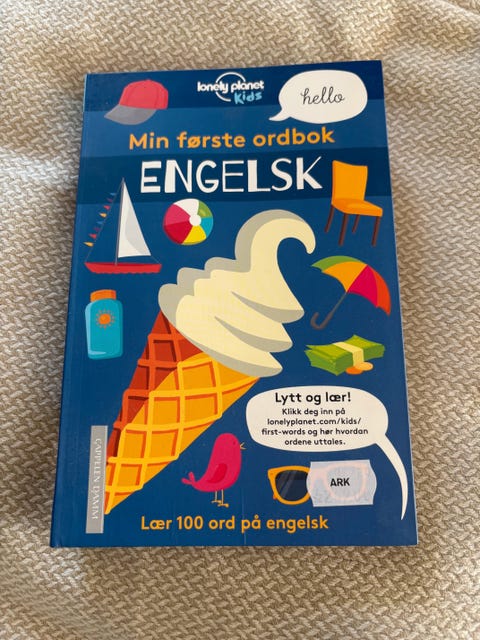 lonely planet
Kids
hello
Min første ordbok
ENGELSK
Lytt og lær!
Klikk deg inn på
lonelyplanet.com/kids/
first-words og hør hvordan
ordene uttales.
ARK
CAPPELEN DAMM
Lær 100 ord på engelsk